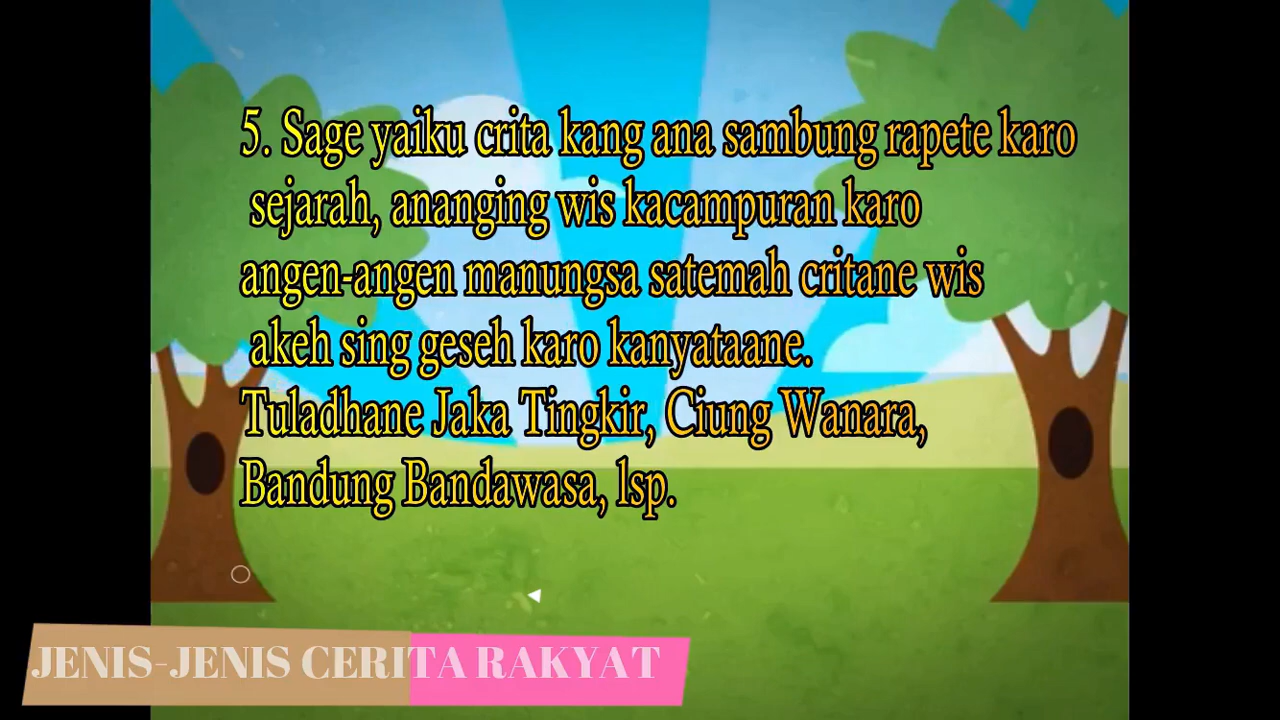 5. Sage yaiku crita kang ana sambung rapete karo
sejarah, ananging wis kacampuran karo
angen-angen manungsa satemah critane wis
akeh sing geseh karo kanyataane.
Tuladhane Jaka Tingkir, Ciung Wanara,
Bandung Bandawasa, lsp.
JENIS-JENIS CERITA RAKYAT